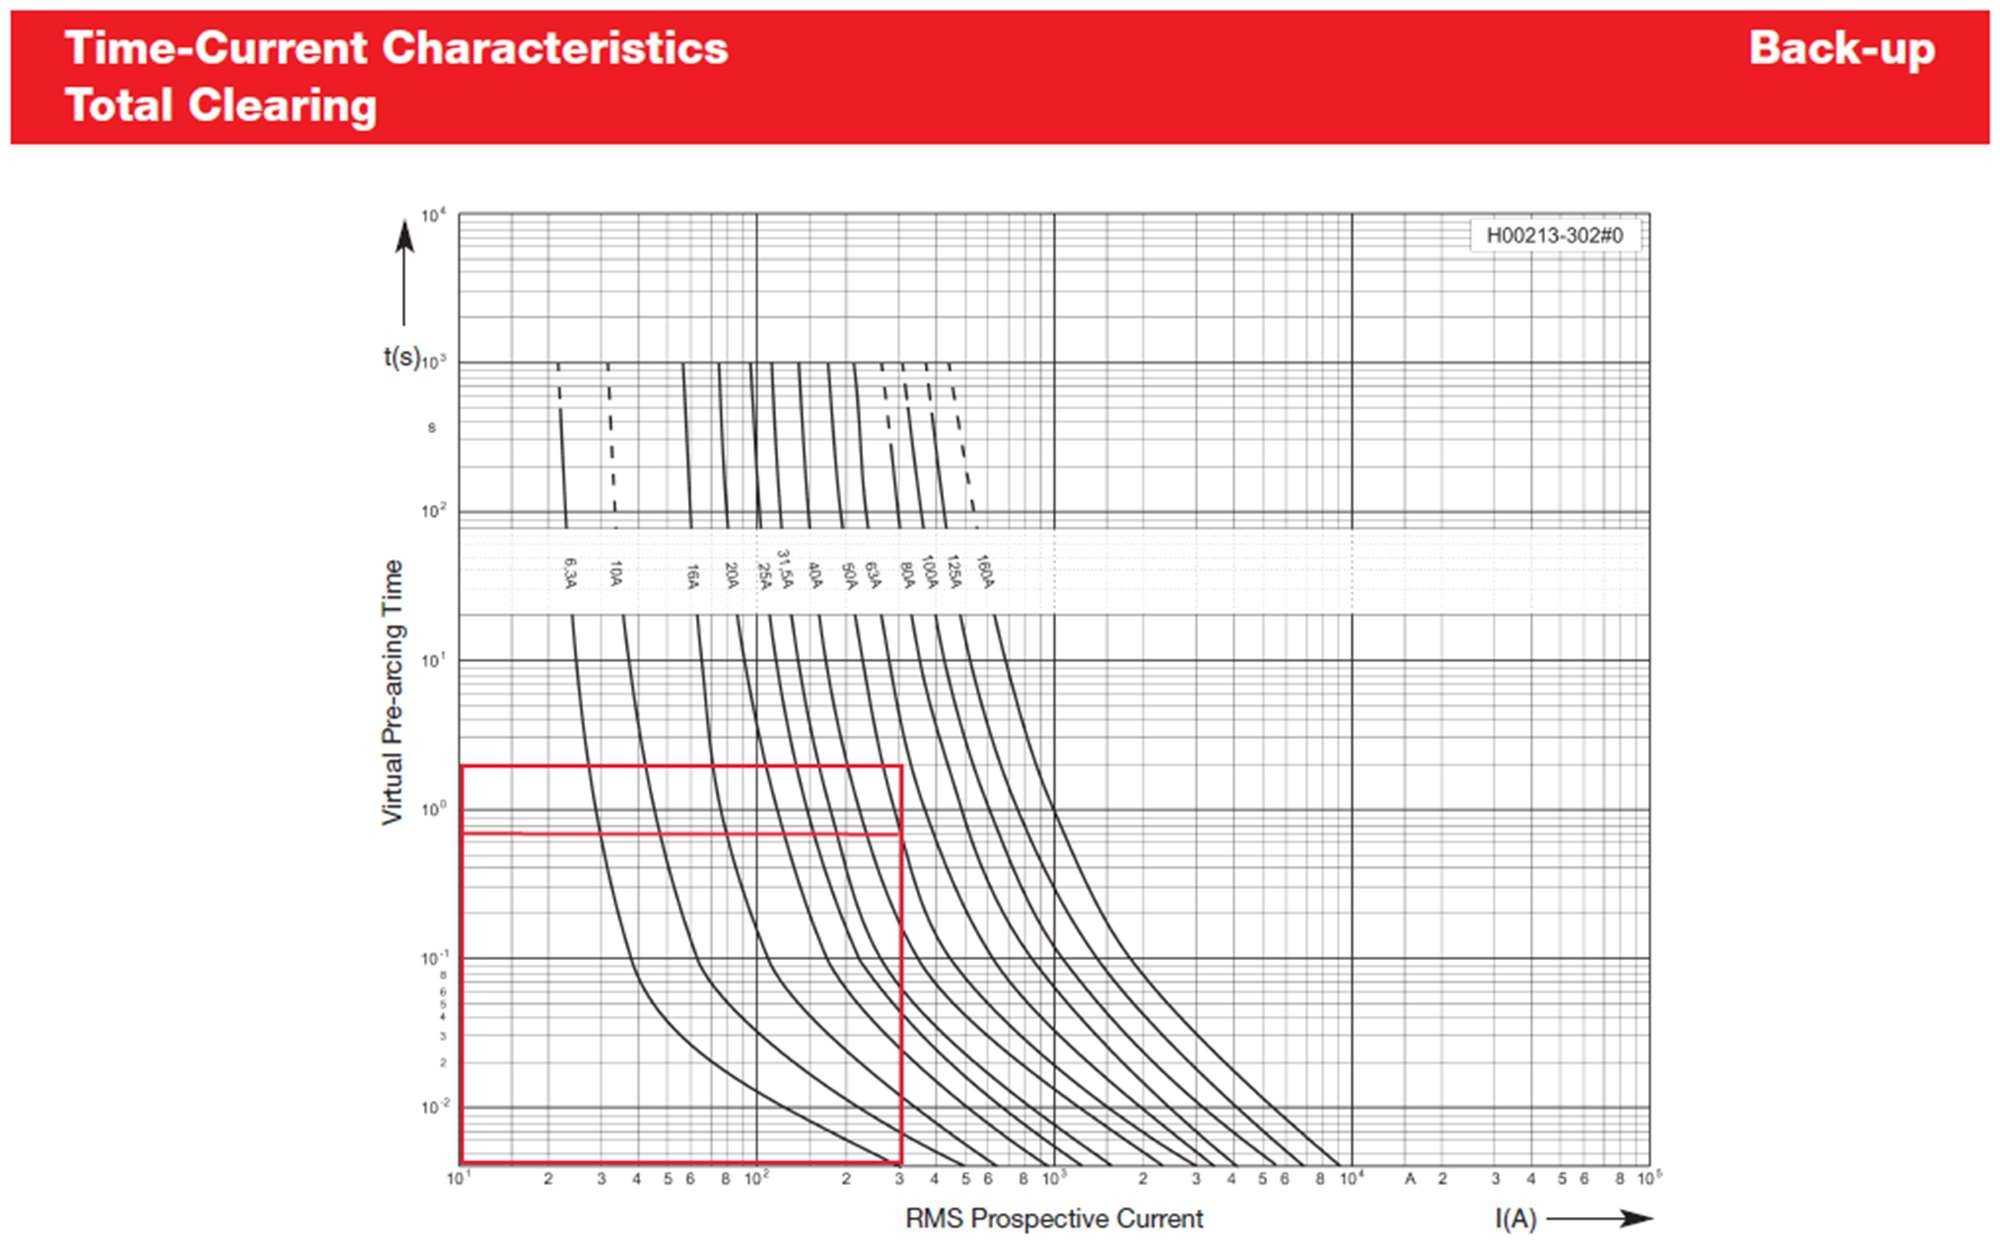 Time-Current Characteristics
Back-up
Total Clearing
H00213-302#0
10⁴
t(s) 10³
s
10²
6,3A 10A 16A 20A 25A 31,5A 40A 50A 63A 80A 100A 125A 160A
10¹
Virtual Pre-arcing Time
10⁰
10⁻¹
8
6
5
4
3
2
10⁻²
10¹ 2 3 4 5 6 8 10² 2 3 4 5 6 8 10³ 2 3 4 5 6 8 10⁴ A 2 3 4 5 6 8 10⁵
RMS Prospective Current
I(A)